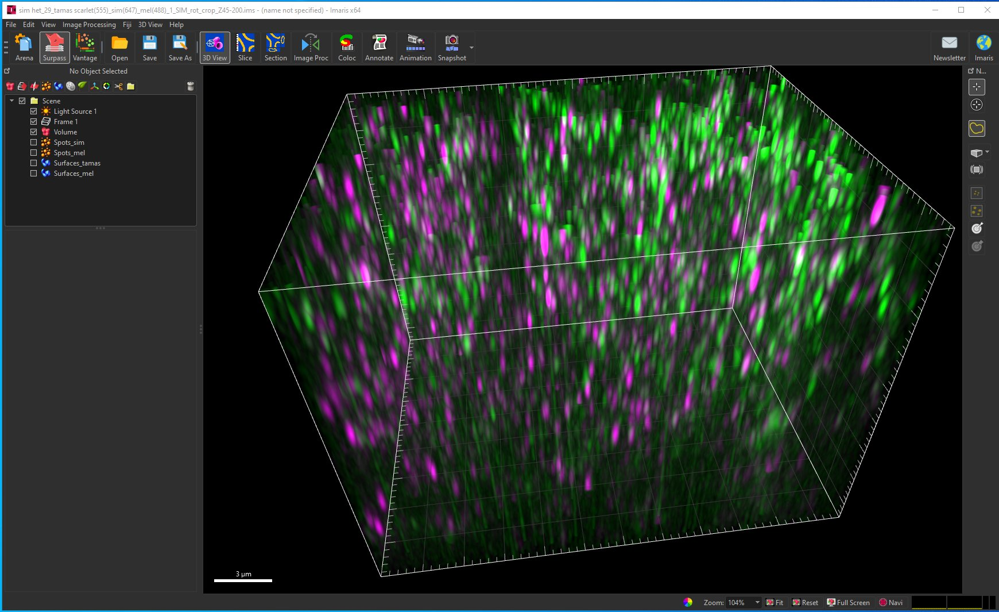 sim het_29_tamas scarlet(555)_sim(647)_mel(488)_1_SIM_rot_crop_Z45-200.ims - (name not specified) - Imaris x64
File Edit View Image Processing Fiji 3D View Help
Arena Surpass Vantage Open Save Save As 3D View Slice Section Image Proc Coloc Annotate Animation Snapshot Newsletter Imaris
No Object Selected N...
Scene
Light Source 1
Frame 1
Volume
Spots_sim
Spots_mel
Surfaces_tamas
Surfaces_mel
3 µm
Zoom: 104% Fit Reset Full Screen Navi